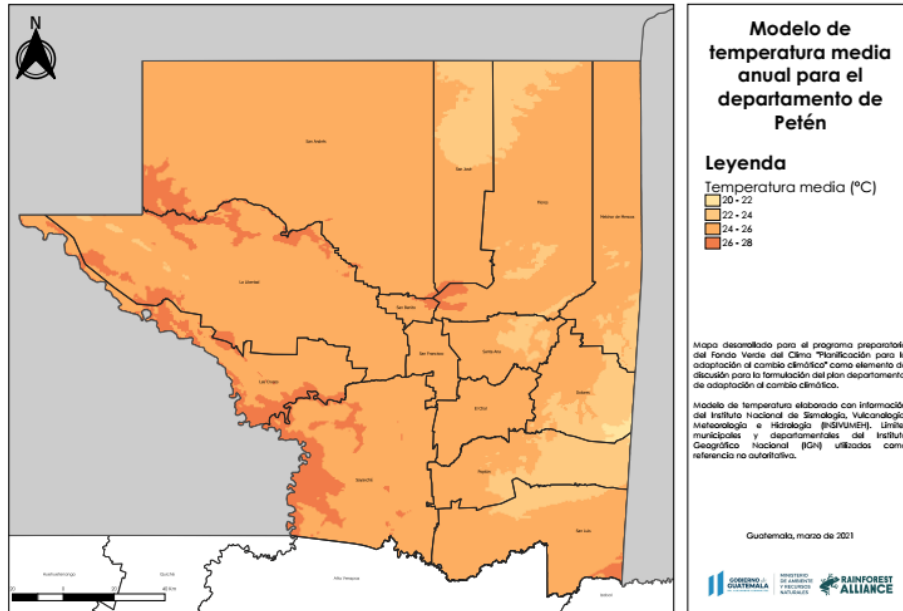 N
San Andrés
San José
Flores
Melchor de Mencos
La Libertad
San Benito
San Francisco
Santa Ana
Dolores
Las Cruces
El Chal
Sayaxché
Poptún
San Luis
Huehuetenango
Quiché
Alta Verapaz
Izabal
20
0
20
40 km
Modelo de
temperatura media
anual para el
departamento de
Petén
Leyenda
Temperatura media (°C)
20 - 22
22 - 24
24 - 26
26 - 28
Mapa desarrollado para el programa preparatorio
del Fondo Verde del Clima "Planificación para la
adaptación al cambio climático" como elemento de
discusión para la formulación del plan departamental
de adaptación al cambio climático.
Modelo de temperatura elaborado con información
del Instituto Nacional de Sismología, Vulcanología,
Meteorología e Hidrología (INSIVUMEH). Límites
municipales y departamentales del Instituto
Geográfico Nacional (IGN) utilizados como
referencia no autoritativa.
Guatemala, marzo de 2021
GOBIERNO de
GUATEMALA
MINISTERIO
DE AMBIENTE
Y RECURSOS
NATURALES
RAINFOREST
ALLIANCE